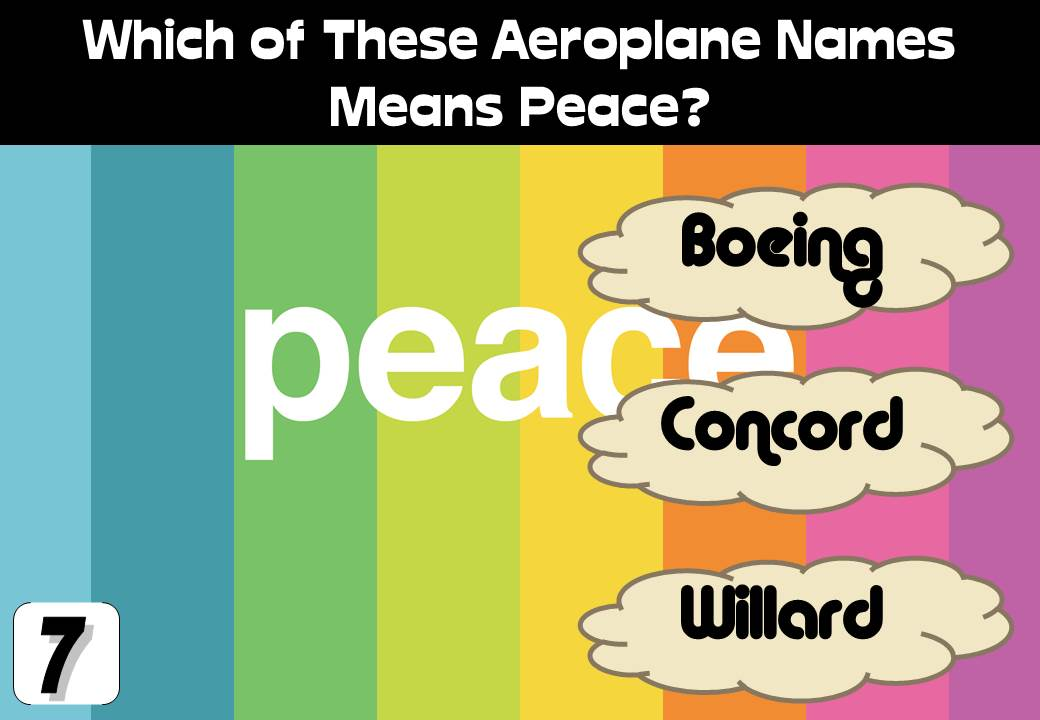 Which of These Aeroplane Names
Means Peace?
Boeing
peace
Concord
Willard
7